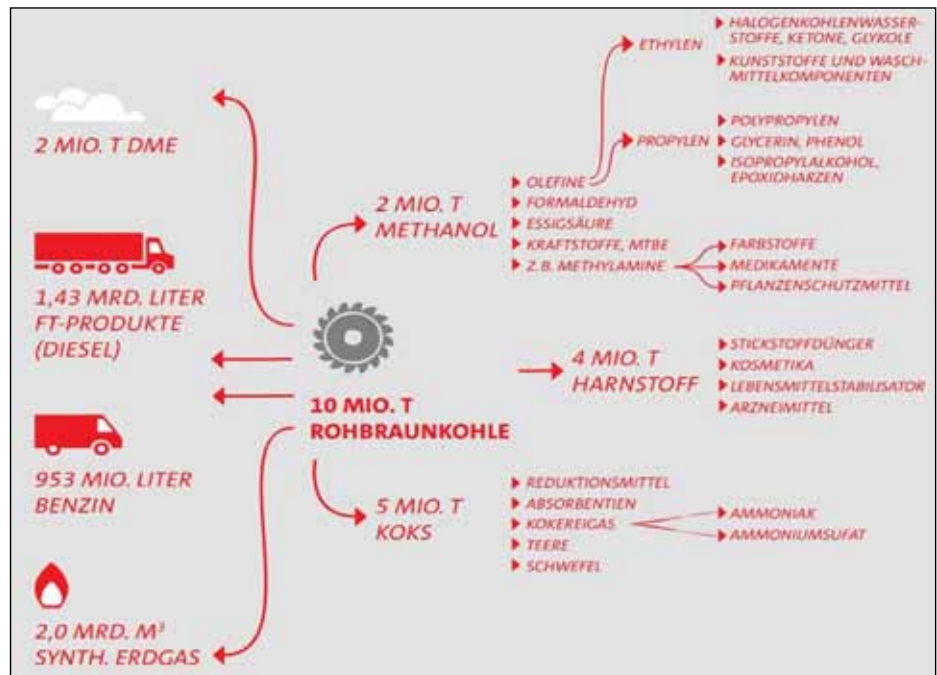 2 MIO. T DME
1,43 MRD. LITER
FT-PRODUKTE
(DIESEL)
953 MIO. LITER
BENZIN
2,0 MRD. M³
SYNTH. ERDGAS
10 MIO. T
ROHBRAUNKOHLE
2 MIO. T
METHANOL
OLEFINE
FORMALDEHYD
ESSIGSÄURE
KRAFTSTOFFE, MTBE
Z.B. METHYLAMINE
ETHYLEN
HALOGENKOHLENWASSER-
STOFFE, KETONE, GLYKOLE
KUNSTSTOFFE UND WASCH-
MITTELKOMPONENTEN
PROPYLEN
POLYPROPYLEN
GLYCERIN, PHENOL
ISOPROPYLALKOHOL,
EPOXIDHARZEN
FARBSTOFFE
MEDIKAMENTE
PFLANZENSCHUTZMITTEL
4 MIO. T
HARNSTOFF
STICKSTOFFDÜNGER
KOSMETIKA
LEBENSMITTELSTABILISATOR
ARZNEIMITTEL
5 MIO. T
KOKS
REDUKTIONSMITTEL
ABSORBENTIEN
KOKEREIGAS
TEERE
SCHWEFEL
AMMONIAK
AMMONIUMSUFAT